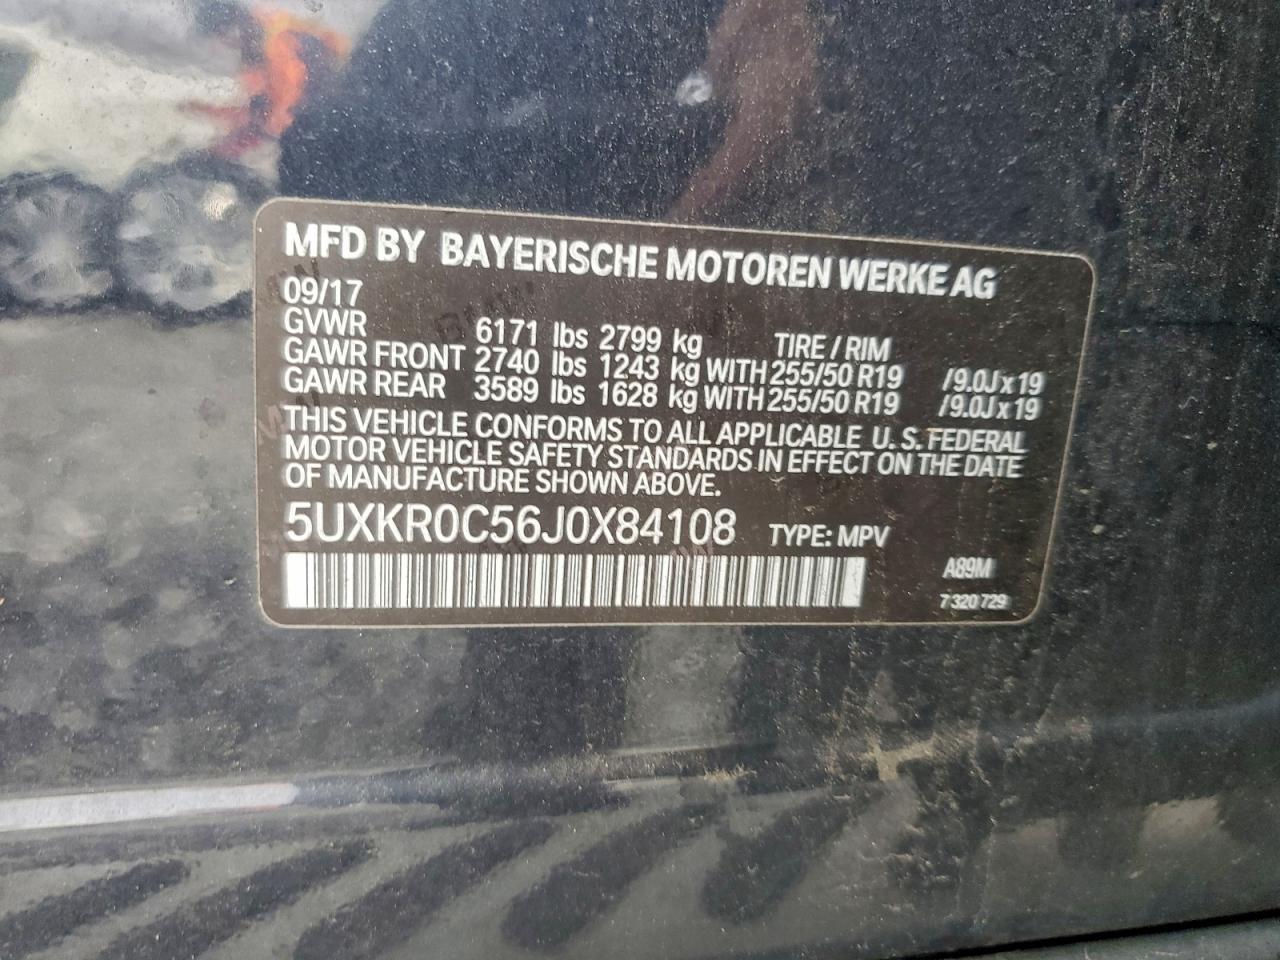 MFD BY BAYERISCHE MOTOREN WERKE AG
09/17
GVWR 6171 lbs 2799 kg TIRE / RIM
GAWR FRONT 2740 lbs 1243 kg WITH 255/50 R19 /9.0J x 19
GAWR REAR 3589 lbs 1628 kg WITH 255/50 R19 /9.0J x 19
THIS VEHICLE CONFORMS TO ALL APPLICABLE U. S. FEDERAL
MOTOR VEHICLE SAFETY STANDARDS IN EFFECT ON THE DATE
OF MANUFACTURE SHOWN ABOVE.
5UXKR0C56J0X84108 TYPE: MPV
A89M
7 320 729